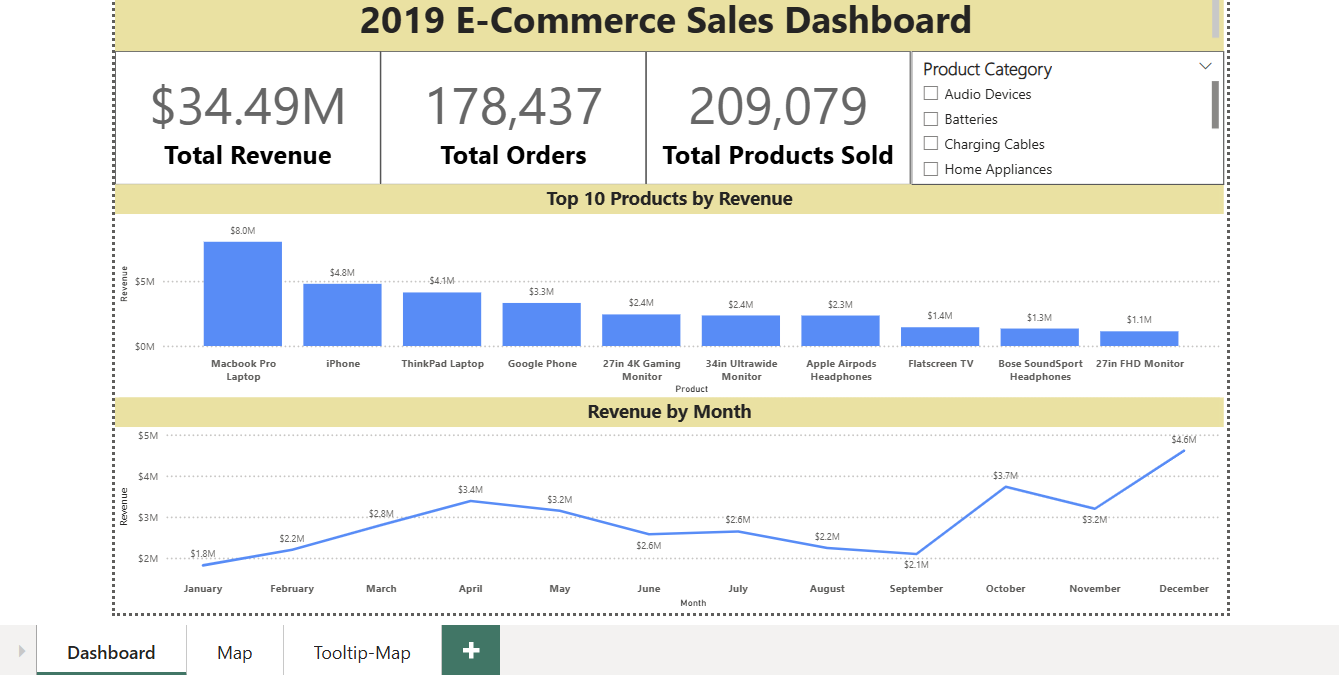 2019 E-Commerce Sales Dashboard
$34.49M
Total Revenue
178,437
Total Orders
209,079
Total Products Sold
Product Category
Audio Devices
Batteries
Charging Cables
Home Appliances
Top 10 Products by Revenue
Revenue
$5M
$0M
$8.0M
$4.8M
$4.1M
$3.3M
$2.4M
$2.4M
$2.3M
$1.4M
$1.3M
$1.1M
Macbook Pro
Laptop
iPhone
ThinkPad Laptop
Google Phone
27in 4K Gaming
Monitor
34in Ultrawide
Monitor
Apple Airpods
Headphones
Flatscreen TV
Bose SoundSport
Headphones
27in FHD Monitor
Product
Revenue by Month
Revenue
$5M
$4M
$3M
$2M
$1.8M
$2.2M
$2.8M
$3.4M
$3.2M
$2.6M
$2.6M
$2.2M
$2.1M
$3.7M
$3.2M
$4.6M
January
February
March
April
May
June
July
August
September
October
November
December
Month
Dashboard
Map
Tooltip-Map
+